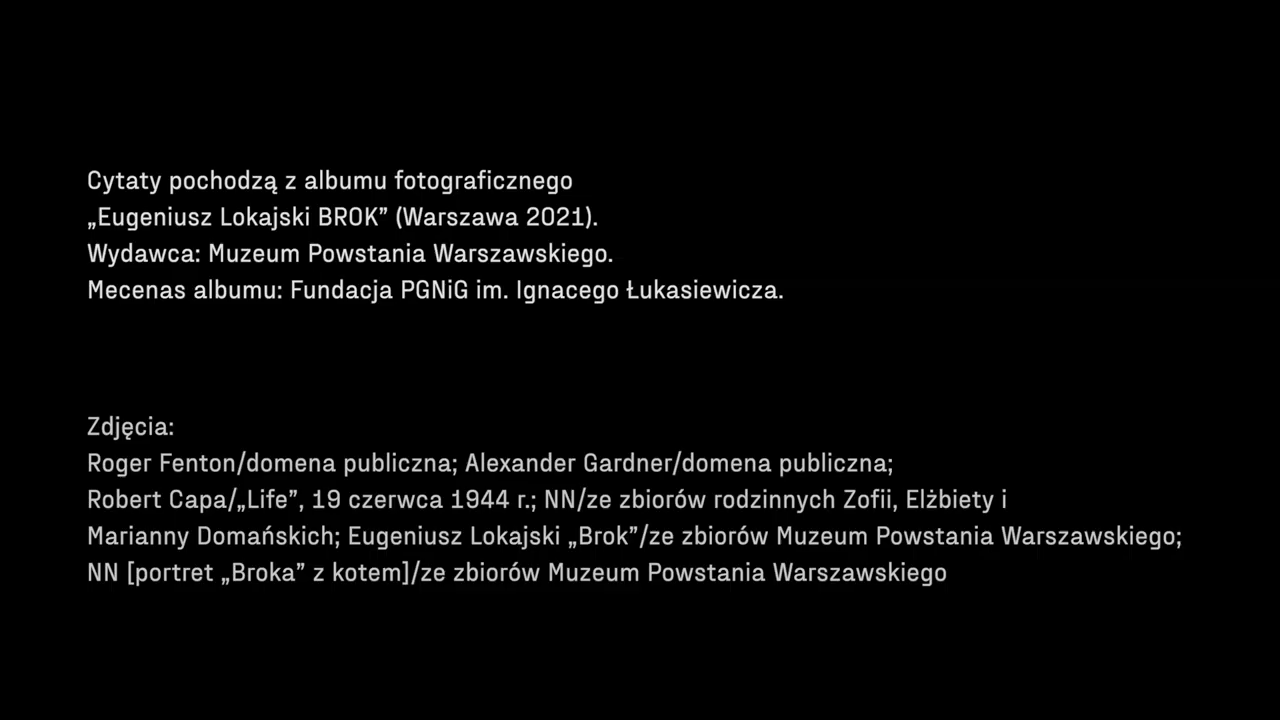 Cytaty pochodzą z albumu fotograficznego
„Eugeniusz Lokajski BROK” (Warszawa 2021).
Wydawca: Muzeum Powstania Warszawskiego.
Mecenas albumu: Fundacja PGNiG im. Ignacego Łukasiewicza.
Zdjęcia:
Roger Fenton/domena publiczna; Alexander Gardner/domena publiczna;
Robert Capa/„Life”, 19 czerwca 1944 r.; NN/ze zbiorów rodzinnych Zofii, Elżbiety i
Marianny Domańskich; Eugeniusz Lokajski „Brok”/ze zbiorów Muzeum Powstania Warszawskiego;
NN [portret „Broka” z kotem]/ze zbiorów Muzeum Powstania Warszawskiego